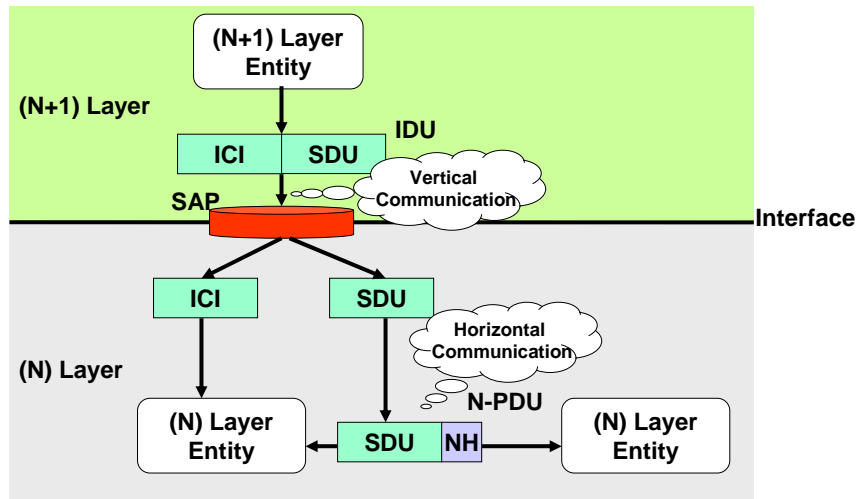 (N+1) Layer
Entity
(N+1) Layer
IDU
ICI
SDU
Vertical
Communication
SAP
Interface
ICI
SDU
Horizontal
Communication
(N) Layer
N-PDU
(N) Layer
Entity
SDU
NH
(N) Layer
Entity